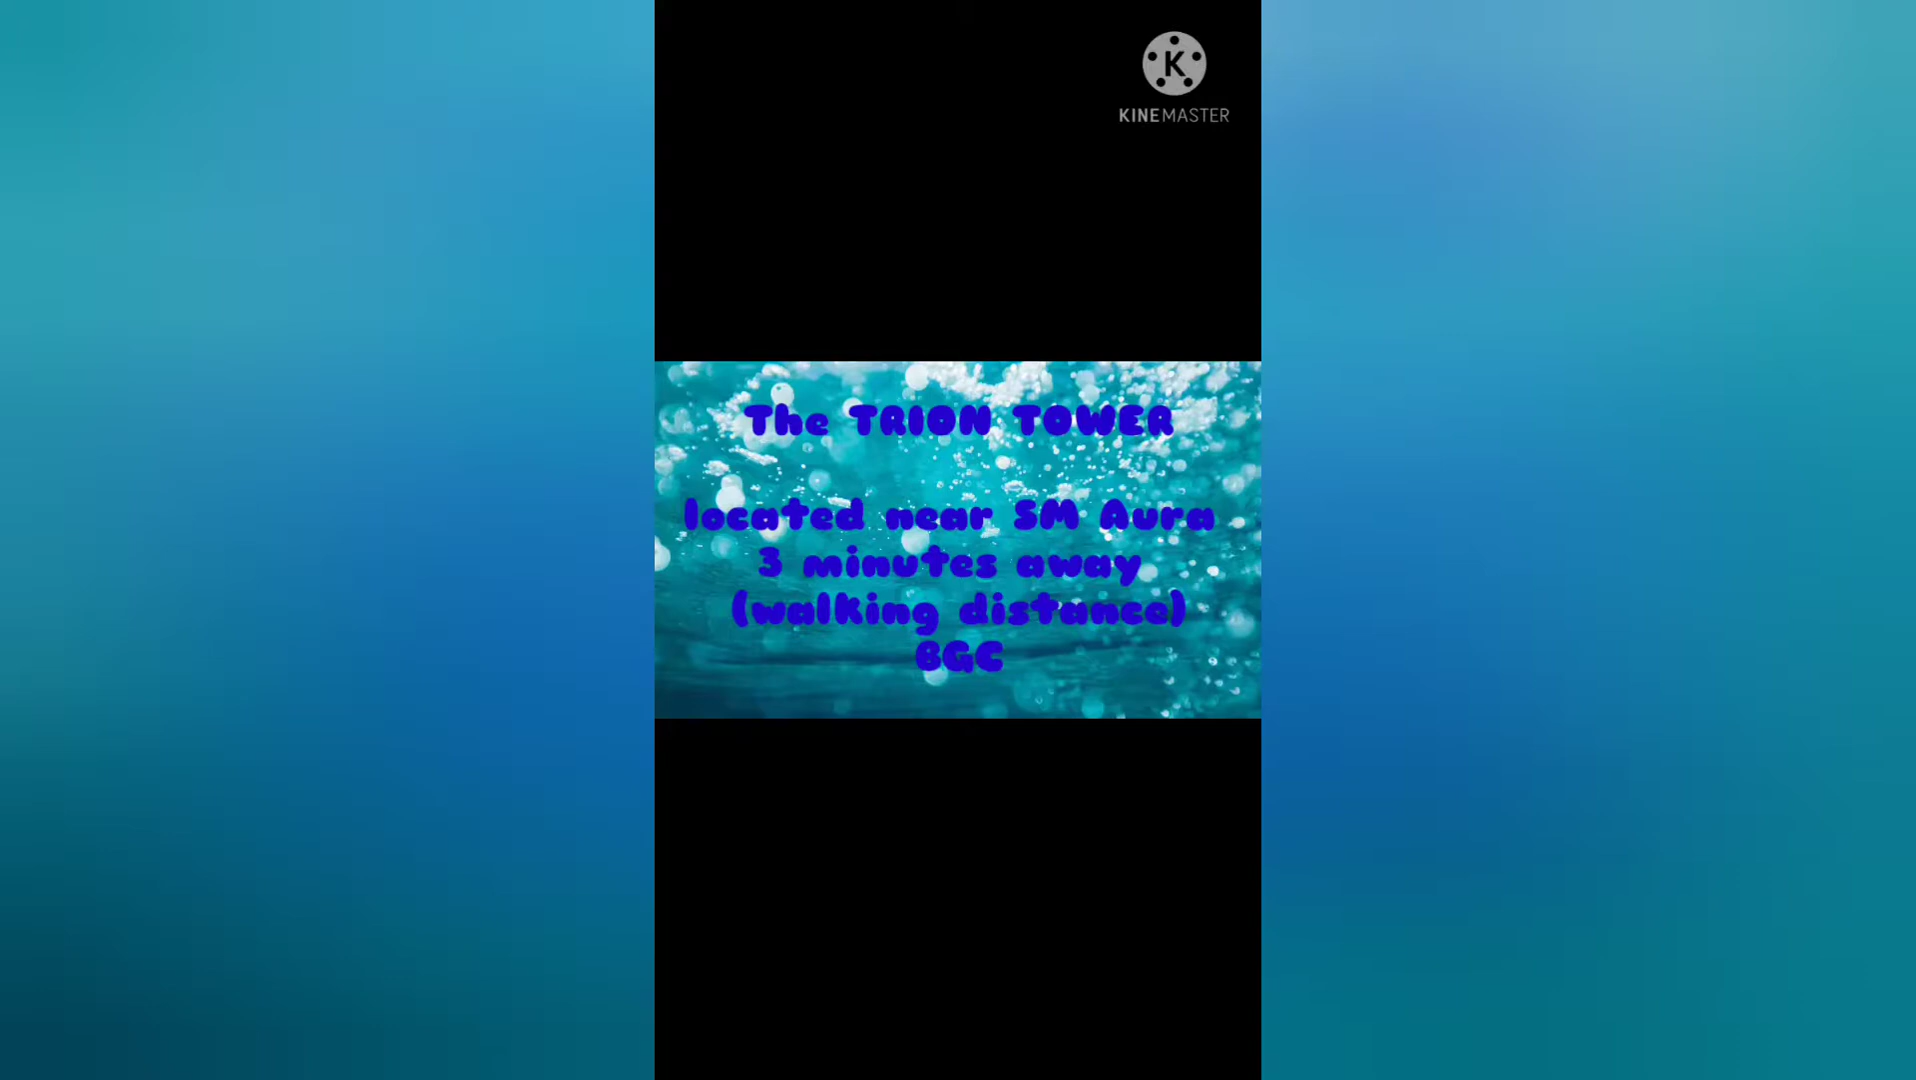 K
KINEMASTER
The TRION TOWER
located near SM Aura
3 minutes away
(walking distance)
BGC